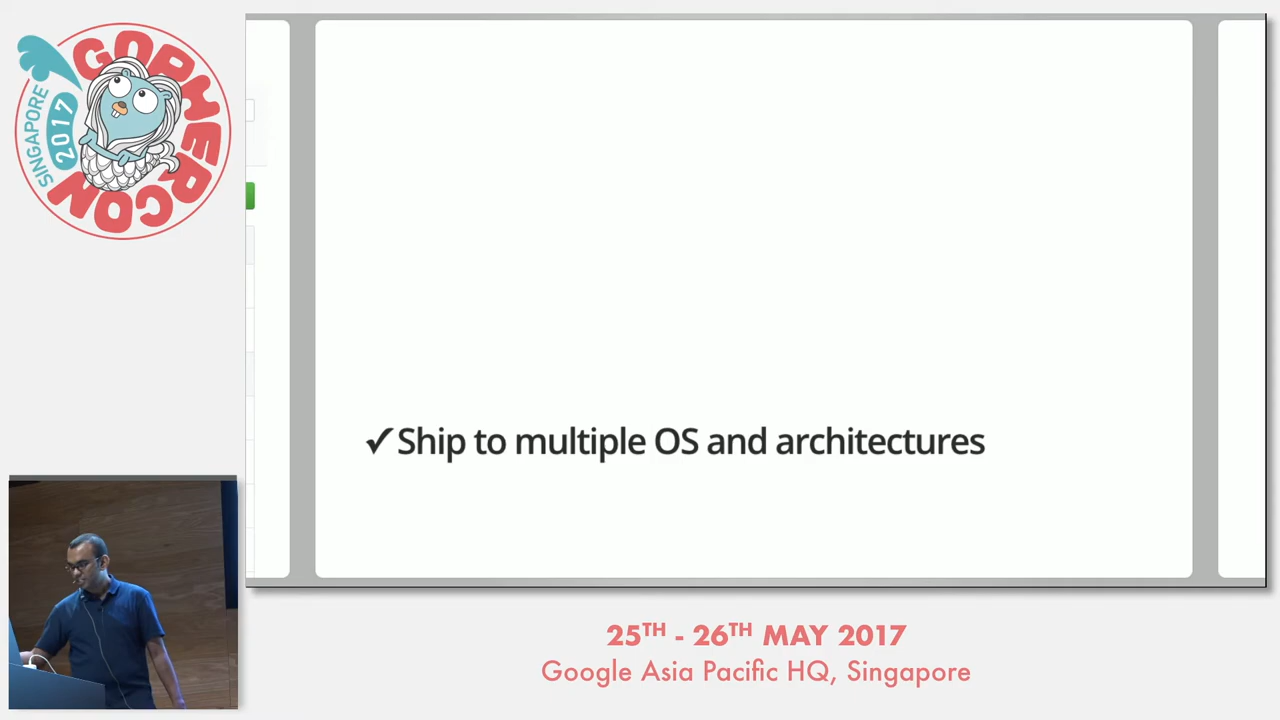 GOPHERCON
SINGAPORE
2017
✓Ship to multiple OS and architectures
25TH - 26TH MAY 2017
Google Asia Pacific HQ, Singapore